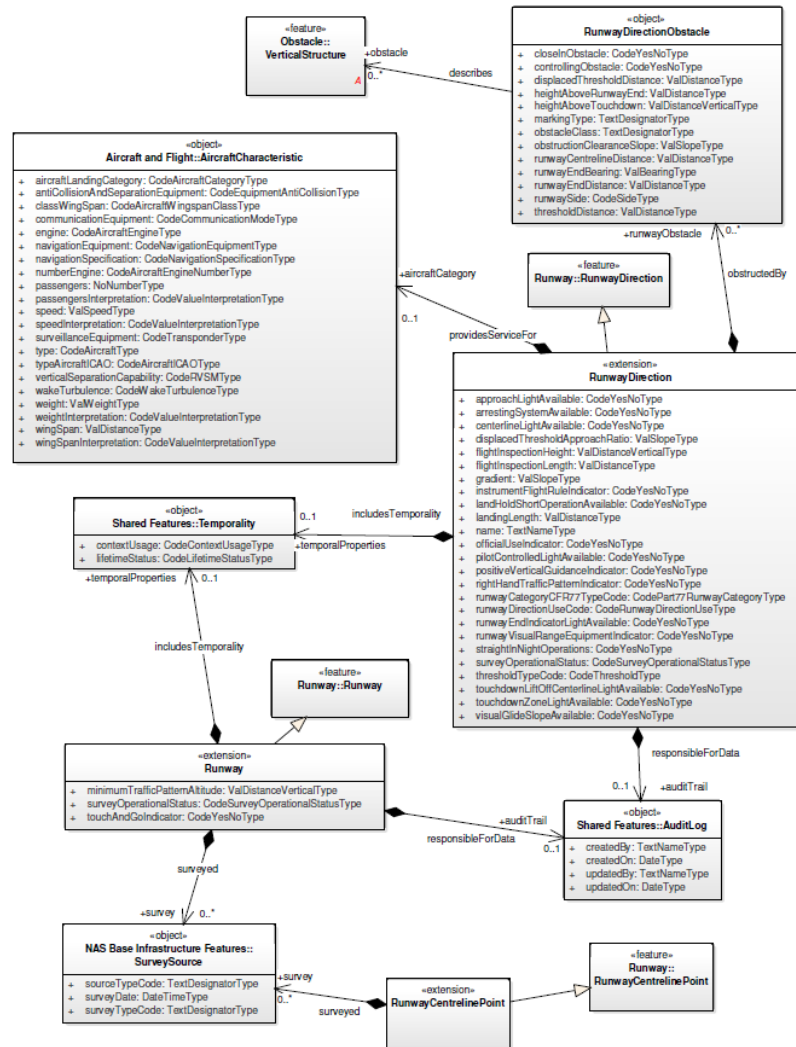 «feature»
Obstacle::
VerticalStructure
A
+obstacle
0..*
describes
«object»
RunwayDirectionObstacle
+ closeInObstacle: CodeYesNoType
+ controllingObstacle: CodeYesNoType
+ displacedThresholdDistance: ValDistanceType
+ heightAboveRunwayEnd: ValDistanceType
+ heightAboveTouchdown: ValDistanceVerticalType
+ markingType: TextDesignatorType
+ obstacleClass: TextDesignatorType
+ obstructionClearanceSlope: ValSlopeType
+ runwayCentrelineDistance: ValDistanceType
+ runwayEndBearing: ValBearingType
+ runwayEndDistance: ValDistanceType
+ runwaySide: CodeSideType
+ thresholdDistance: ValDistanceType
+runwayObstacle
0..*
obstructedBy
«object»
Aircraft and Flight::AircraftCharacteristic
+ aircraftLandingCategory: CodeAircraftCategoryType
+ antiCollisionAndSeparationEquipment: CodeEquipmentAntiCollisionType
+ classWingSpan: CodeAircraftWingspanClassType
+ communicationEquipment: CodeCommunicationModeType
+ engine: CodeAircraftEngineType
+ navigationEquipment: CodeNavigationEquipmentType
+ navigationSpecification: CodeNavigationSpecificationType
+ numberEngine: CodeAircraftEngineNumberType
+ passengers: NoNumberType
+ passengersInterpretation: CodeValueInterpretationType
+ speed: ValSpeedType
+ speedInterpretation: CodeValueInterpretationType
+ surveillanceEquipment: CodeTransponderType
+ type: CodeAircraftType
+ typeAircraftICAO: CodeAircraftICAOType
+ verticalSeparationCapability: CodeRVSMType
+ wakeTurbulence: CodeWakeTurbulenceType
+ weight: ValWeightType
+ weightInterpretation: CodeValueInterpretationType
+ wingSpan: ValDistanceType
+ wingSpanInterpretation: CodeValueInterpretationType
+aircraftCategory
0..1
providesServiceFor
«feature»
Runway::RunwayDirection
«extension»
RunwayDirection
+ approachLightAvailable: CodeYesNoType
+ arrestingSystemAvailable: CodeYesNoType
+ centerlineLightAvailable: CodeYesNoType
+ displacedThresholdApproachRatio: ValSlopeType
+ flightInspectionHeight: ValDistanceVerticalType
+ flightInspectionLength: ValDistanceType
+ gradient: ValSlopeType
+ instrumentFlightRuleIndicator: CodeYesNoType
+ landHoldShortOperationAvailable: CodeYesNoType
+ landingLength: ValDistanceType
+ name: TextNameType
+ officialUseIndicator: CodeYesNoType
+ pilotControlledLightAvailable: CodeYesNoType
+ positiveVerticalGuidanceIndicator: CodeYesNoType
+ rightHandTrafficPatternIndicator: CodeYesNoType
+ runwayCategoryCFR77TypeCode: CodePart77RunwayCategoryType
+ runwayDirectionUseCode: CodeRunwayDirectionUseType
+ runwayEndIndicatorLightAvailable: CodeYesNoType
+ runwayVisualRangeEquipmentIndicator: CodeYesNoType
+ straightInNightOperations: CodeYesNoType
+ surveyOperationalStatus: CodeSurveyOperationalStatusType
+ thresholdTypeCode: CodeThresholdType
+ touchdownLiftOffCenterlineLightAvailable: CodeYesNoType
+ touchdownZoneLightAvailable: CodeYesNoType
+ visualGlideSlopeAvailable: CodeYesNoType
«object»
Shared Features::Temporality
+ contextUsage: CodeContextUsageType
+ lifetimeStatus: CodeLifetimeStatusType
0..1
includesTemporality
+temporalProperties
+temporalProperties
0..1
includesTemporality
«feature»
Runway::Runway
«extension»
Runway
+ minimumTrafficPatternAltitude: ValDistanceVerticalType
+ surveyOperationalStatus: CodeSurveyOperationalStatusType
+ touchAndGoIndicator: CodeYesNoType
responsibleForData
0..1
+auditTrail
+auditTrail
responsibleForData
0..1
«object»
Shared Features::AuditLog
+ createdBy: TextNameType
+ createdOn: DateType
+ updatedBy: TextNameType
+ updatedOn: DateType
surveyed
+survey
0..*
«object»
NAS Base Infrastructure Features::
SurveySource
+ sourceTypeCode: TextDesignatorType
+ surveyDate: DateTimeType
+ surveyTypeCode: TextDesignatorType
+survey
0..*
surveyed
«extension»
RunwayCentrelinePoint
«feature»
Runway::
RunwayCentrelinePoint